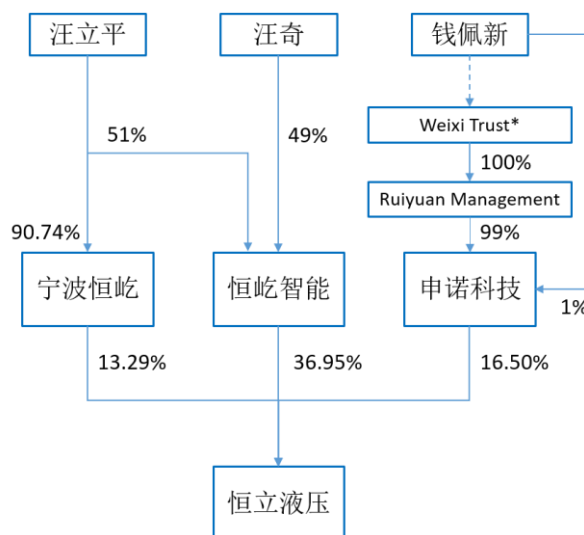 汪立平
汪奇
钱佩新
Weixi Trust*
51%
49%
100%
Ruiyuan Management
90.74%
99%
宁波恒屹
恒屹智能
申诺科技
1%
13.29%
36.95%
16.50%
恒立液压